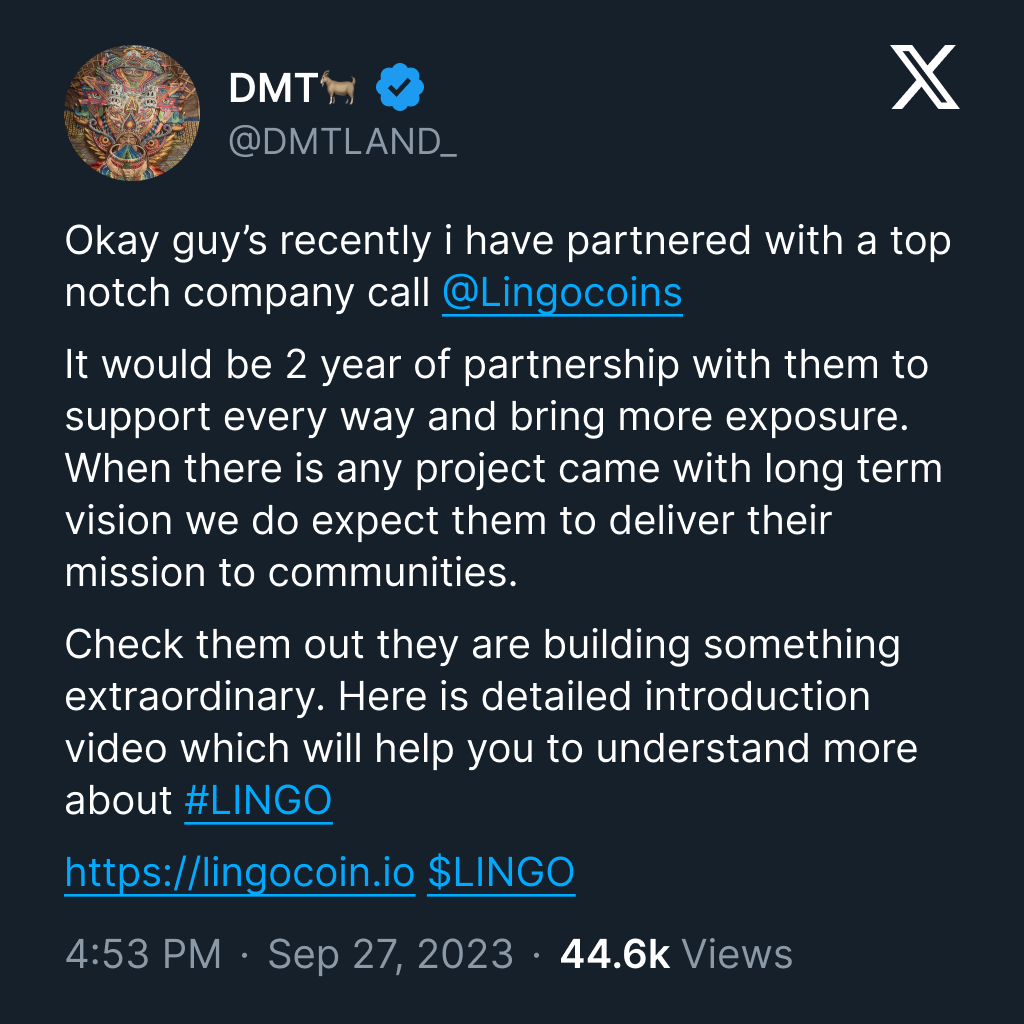 DMT🐐
@DMTLAND_
Okay guy’s recently i have partnered with a top
notch company call @Lingocoins
It would be 2 year of partnership with them to
support every way and bring more exposure.
When there is any project came with long term
vision we do expect them to deliver their
mission to communities.
Check them out they are building something
extraordinary. Here is detailed introduction
video which will help you to understand more
about #LINGO
https://lingocoin.io $LINGO
4:53 PM · Sep 27, 2023 · 44.6k Views